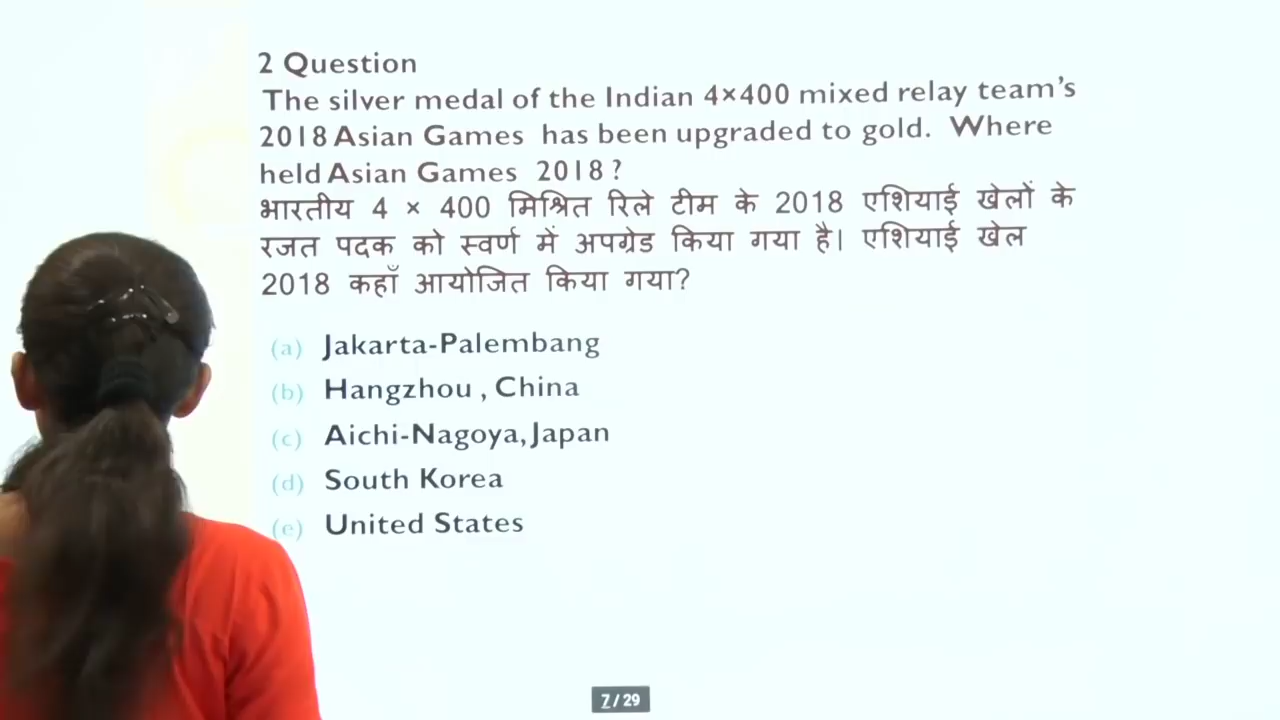 2 Question
The silver medal of the Indian 4×400 mixed relay team's
2018 Asian Games has been upgraded to gold. Where
held Asian Games 2018 ?
भारतीय 4 × 400 मिश्रित रिले टीम के 2018 एशियाई खेलों के
रजत पदक को स्वर्ण में अपग्रेड किया गया है। एशियाई खेल
2018 कहाँ आयोजित किया गया?
(a) Jakarta-Palembang
(b) Hangzhou , China
(c) Aichi-Nagoya, Japan
(d) South Korea
(e) United States
7 / 29